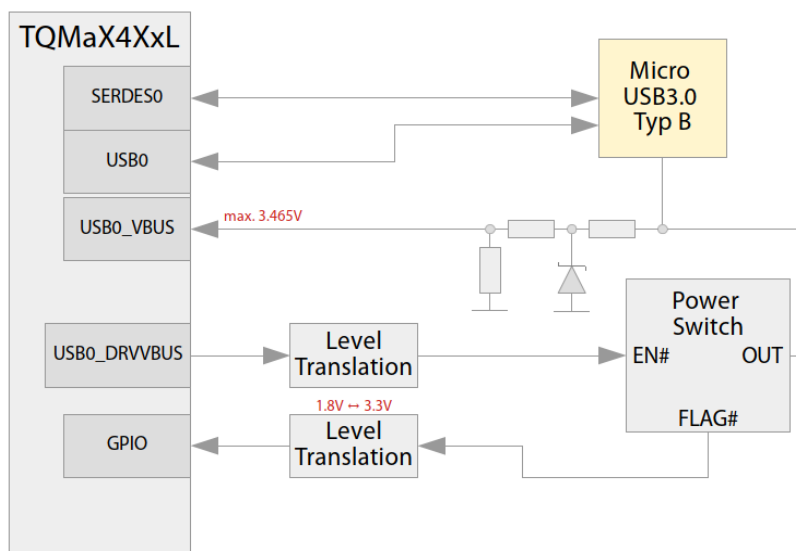 TQMaX4XxL
SERDES0
USB0
USB0_VBUS
USB0_DRVVBUS
GPIO
Micro
USB3.0
Typ B
max. 3.465V
Level
Translation
1.8V ↔ 3.3V
Level
Translation
Power
Switch
EN# OUT
FLAG#